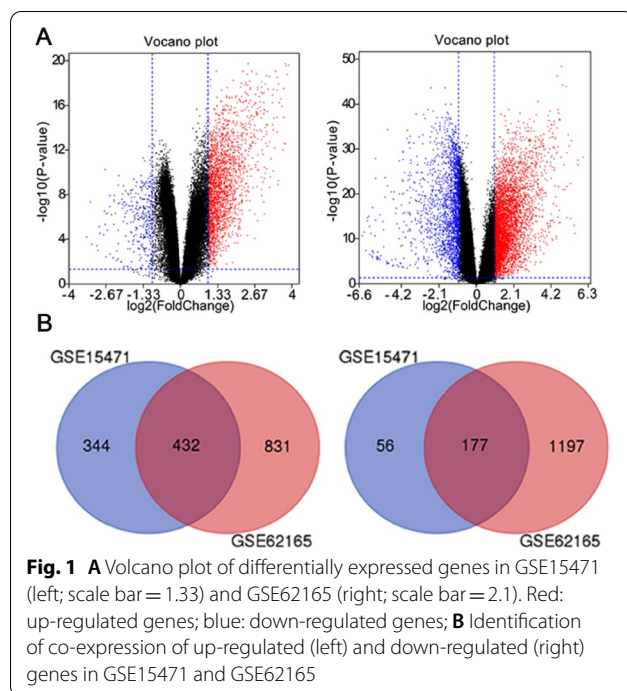 A
Vocano plot
Vocano plot
20
16
12
8
4
0
-log10(P-value)
-4 -2.67 -1.33 0 1.33 2.67 4
log2(FoldChange)
50
40
30
20
10
0
-log10(P-value)
-6.6 -4.2 -2.1 0 2.1 4.2 6.3
log2(FoldChange)
B
GSE15471
344 432 831
GSE62165
GSE15471
56 177 1197
GSE62165
Fig. 1 A Volcano plot of differentially expressed genes in GSE15471
(left; scale bar = 1.33) and GSE62165 (right; scale bar = 2.1). Red:
up-regulated genes; blue: down-regulated genes; B Identification
of co-expression of up-regulated (left) and down-regulated (right)
genes in GSE15471 and GSE62165